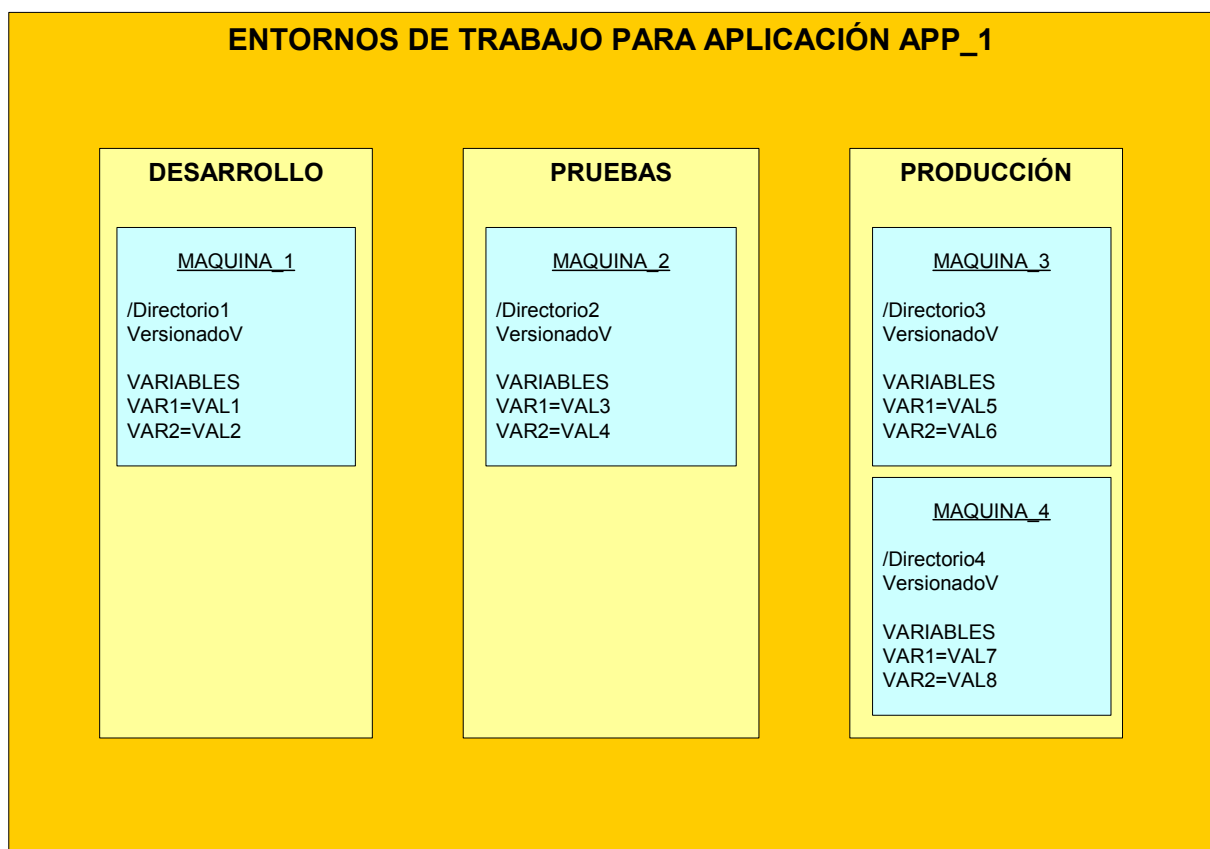 ENTORNOS DE TRABAJO PARA APLICACIÓN APP_1
DESARROLLO
MAQUINA_1
/Directorio1
VersionadoV
VARIABLES
VAR1=VAL1
VAR2=VAL2
PRUEBAS
MAQUINA_2
/Directorio2
VersionadoV
VARIABLES
VAR1=VAL3
VAR2=VAL4
PRODUCCIÓN
MAQUINA_3
/Directorio3
VersionadoV
VARIABLES
VAR1=VAL5
VAR2=VAL6
MAQUINA_4
/Directorio4
VersionadoV
VARIABLES
VAR1=VAL7
VAR2=VAL8